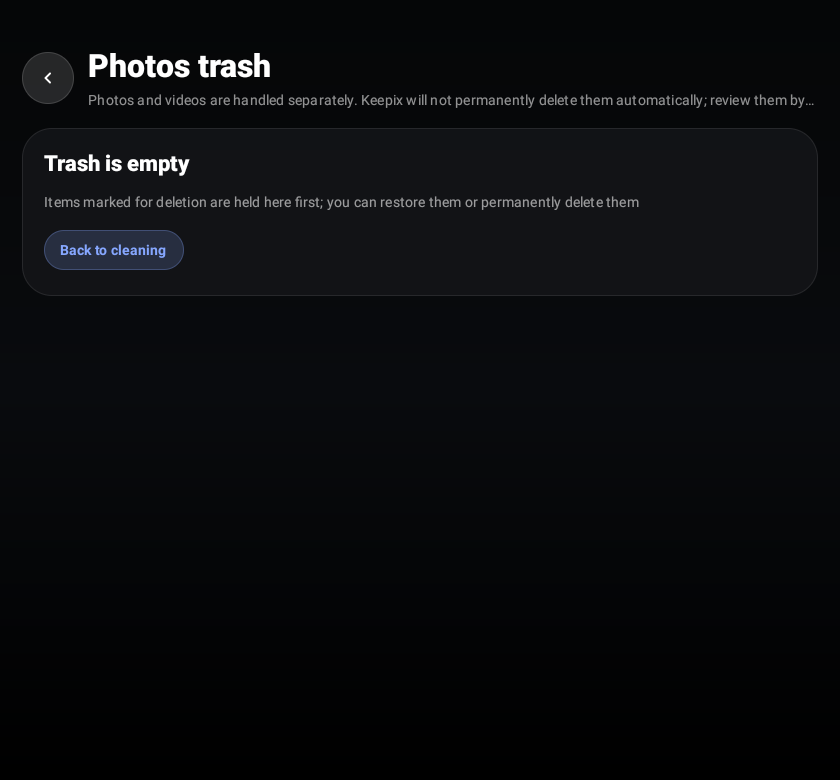 Photos trash
Photos and videos are handled separately. Keepix will not permanently delete them automatically; review them by…
Trash is empty
Items marked for deletion are held here first; you can restore them or permanently delete them
Back to cleaning